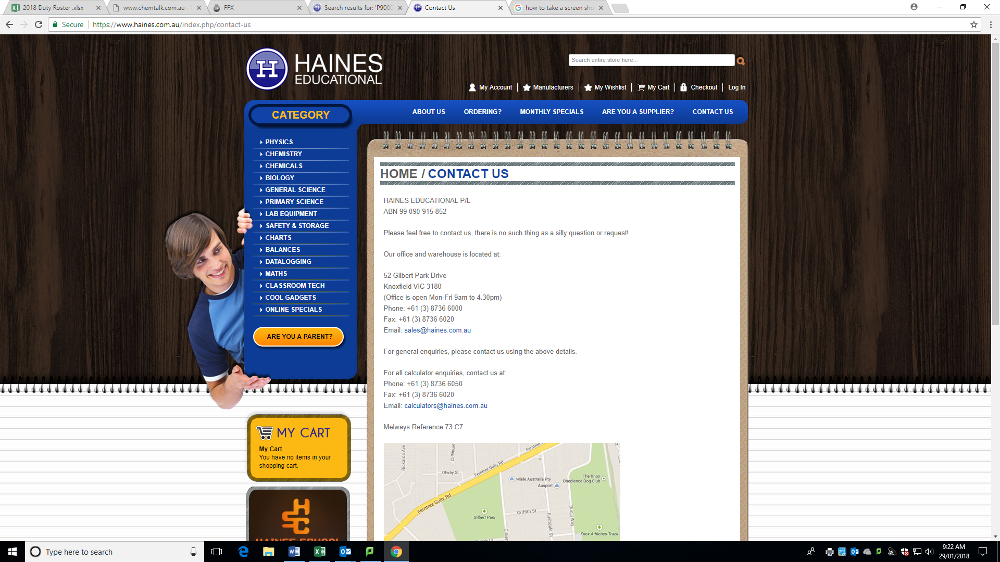 2018 Duty Roster .xlsx
www.chemtalk.com.au -
FFX
Search results for: 'P900
Contact Us
how to take a screen sho
Secure
https://www.haines.com.au/index.php/contact-us
HAINES
EDUCATIONAL
Search entire store here...
My Account
Manufacturers
My Wishlist
My Cart
Checkout
Log In
CATEGORY
ABOUT US
ORDERING?
MONTHLY SPECIALS
ARE YOU A SUPPLIER?
CONTACT US
PHYSICS
CHEMISTRY
CHEMICALS
BIOLOGY
GENERAL SCIENCE
PRIMARY SCIENCE
LAB EQUIPMENT
SAFETY & STORAGE
CHARTS
BALANCES
DATALOGGING
MATHS
CLASSROOM TECH
COOL GADGETS
ONLINE SPECIALS
ARE YOU A PARENT?
HOME / CONTACT US
HAINES EDUCATIONAL P/L
ABN 99 090 915 852
Please feel free to contact us, there is no such thing as a silly question or request!
Our office and warehouse is located at:
52 Gilbert Park Drive
Knoxfield VIC 3180
(Office is open Mon-Fri 9am to 4.30pm)
Phone: +61 (3) 8736 6000
Fax: +61 (3) 8736 6020
Email: sales@haines.com.au
For general enquiries, please contact us using the above details.
For all calculator enquiries, contact us at:
Phone: +61 (3) 8736 6050
Fax: +61 (3) 8736 6020
Email: calculators@haines.com.au
Melways Reference 73 C7
MY CART
My Cart
You have no items in your
shopping cart.
HAINES SCHOOL
Rickards Ave
Ferntree
Otway St
Ferntree Gully Rd
Miele Australia Pty
Ausport
The Knox
Obedience Dog Club
Ferntree Gully Rd
Gilbert Park
Griffith St
Rushdale St
Bunjil Way
Knox Athletics Track
Type here to search
9:22 AM
29/01/2018